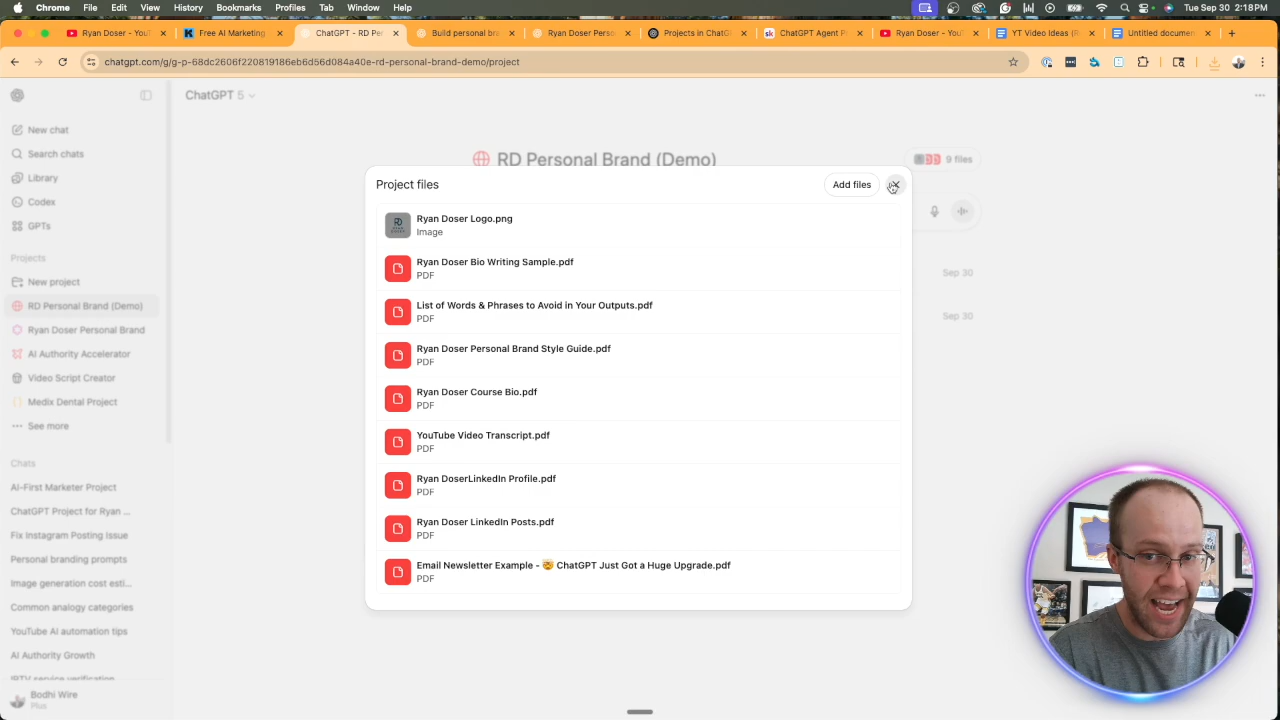 Chrome File Edit View History Bookmarks Profiles Tab Window Help
Tue Sep 30 2:18 PM
Ryan Doser - You
Free AI Marketing
ChatGPT - RD Per
Build personal bra
Ryan Doser Perso
Projects in ChatG
ChatGPT Agent P
Ryan Doser - You
YT Video Ideas (R
Untitled documen
chatgpt.com/g/g-p-68dc2606f220819186eb6d56d084a40e-rd-personal-brand-demo/project
ChatGPT 5
New chat
Search chats
Library
Codex
GPTs
Projects
New project
RD Personal Brand (Demo)
Ryan Doser Personal Brand
AI Authority Accelerator
Video Script Creator
Medix Dental Project
See more
Chats
AI-First Marketer Project
ChatGPT Project for Ryan ...
Fix Instagram Posting Issue
Personal branding prompts
Image generation cost esti...
Common analogy categories
YouTube AI automation tips
AI Authority Growth
IPTV service verification
Bodhi Wire
Plus
RD Personal Brand (Demo)
9 files
Sep 30
Sep 30
Project files
Add files
Ryan Doser Logo.png
Image
Ryan Doser Bio Writing Sample.pdf
PDF
List of Words & Phrases to Avoid in Your Outputs.pdf
PDF
Ryan Doser Personal Brand Style Guide.pdf
PDF
Ryan Doser Course Bio.pdf
PDF
YouTube Video Transcript.pdf
PDF
Ryan DoserLinkedIn Profile.pdf
PDF
Ryan Doser LinkedIn Posts.pdf
PDF
Email Newsletter Example - 🤯 ChatGPT Just Got a Huge Upgrade.pdf
PDF